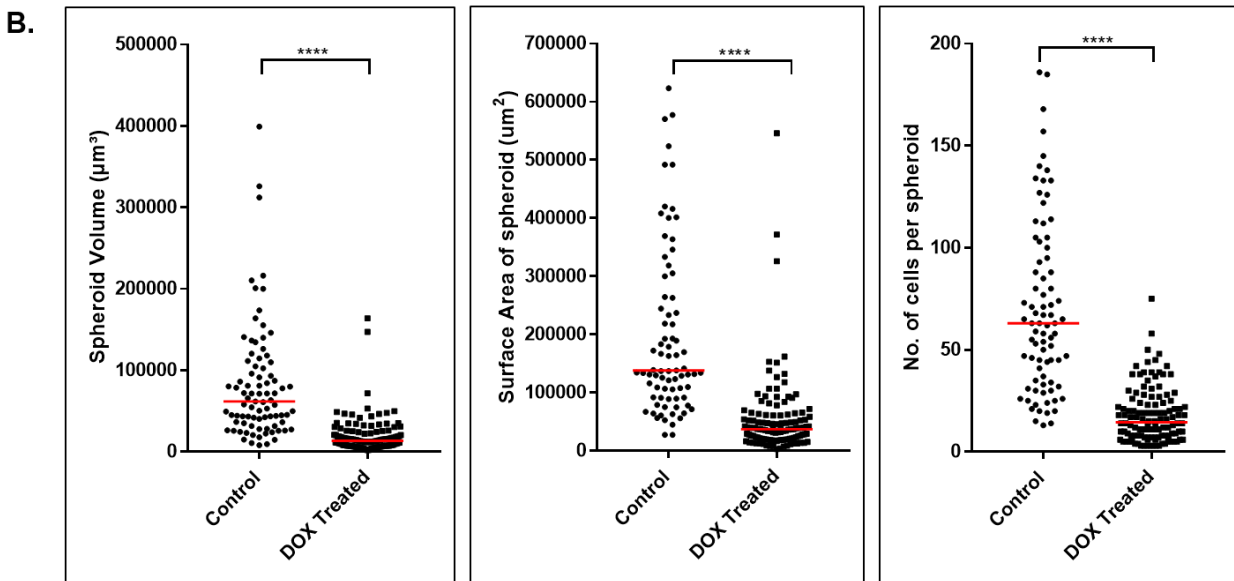 B.
Spheroid Volume (µm³)
500000
400000
300000
200000
100000
0
****
Control
DOX Treated
Surface Area of spheroid (um²)
700000
600000
500000
400000
300000
200000
100000
0
****
Control
DOX Treated
No. of cells per spheroid
200
150
100
50
0
****
Control
DOX Treated